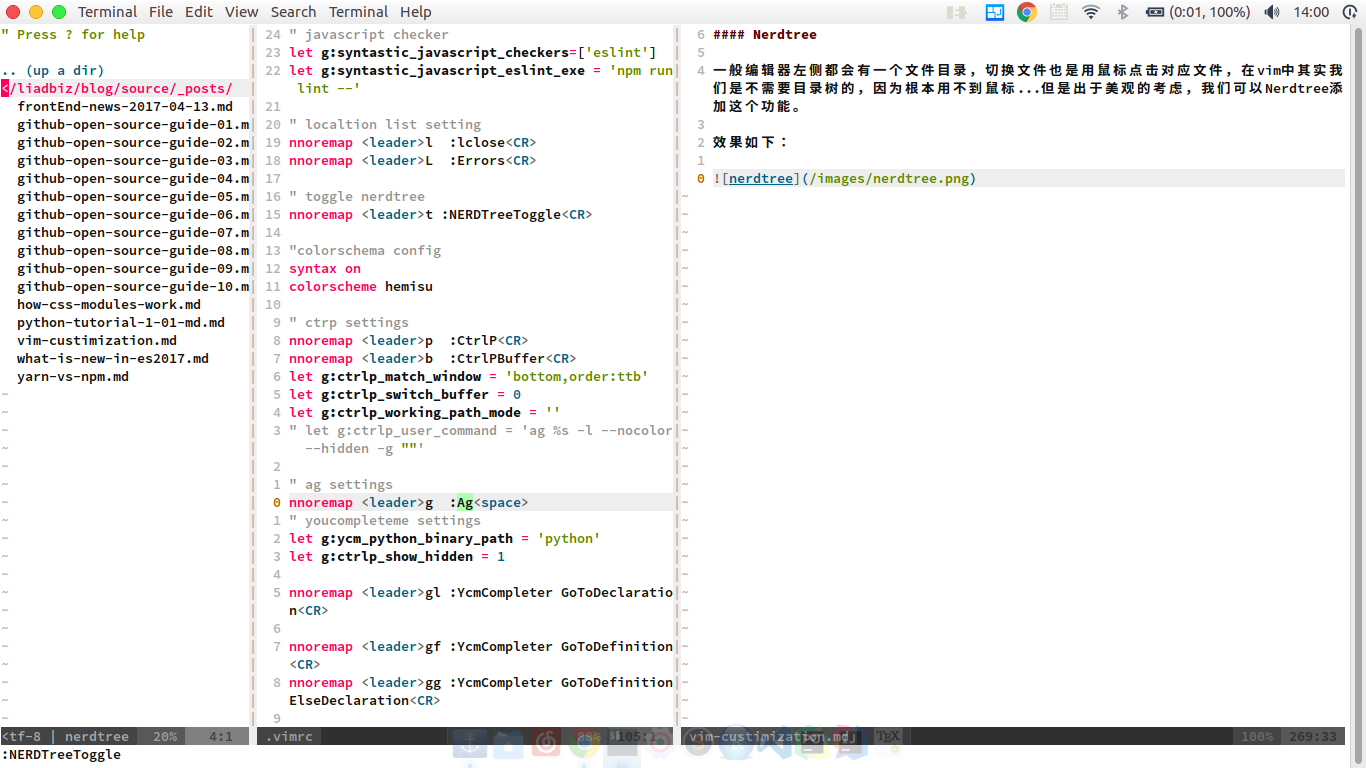 Terminal File Edit View Search Terminal Help (0:01, 100%) 14:00
" Press ? for help
.. (up a dir)
</liadbiz/blog/source/_posts/
frontEnd-news-2017-04-13.md
github-open-source-guide-01.m
github-open-source-guide-02.m
github-open-source-guide-03.m
github-open-source-guide-04.m
github-open-source-guide-05.m
github-open-source-guide-06.m
github-open-source-guide-07.m
github-open-source-guide-08.m
github-open-source-guide-09.m
github-open-source-guide-10.m
how-css-modules-work.md
python-tutorial-1-01-md.md
vim-custimization.md
what-is-new-in-es2017.md
yarn-vs-npm.md
<tf-8 | nerdtree 20% 4:1
24 " javascript checker
23 let g:syntastic_javascript_checkers=['eslint']
22 let g:syntastic_javascript_eslint_exe = 'npm run
lint --'
21
20 " localtion list setting
19 nnoremap <leader>l  :lclose<CR>
18 nnoremap <leader>L  :Errors<CR>
17
16 " toggle nerdtree
15 nnoremap <leader>t :NERDTreeToggle<CR>
14
13 "colorschema config
12 syntax on
11 colorscheme hemisu
10
9 " ctrp settings
8 nnoremap <leader>p  :CtrlP<CR>
7 nnoremap <leader>b  :CtrlPBuffer<CR>
6 let g:ctrlp_match_window = 'bottom,order:ttb'
5 let g:ctrlp_switch_buffer = 0
4 let g:ctrlp_working_path_mode = ''
3 " let g:ctrlp_user_command = 'ag %s -l --nocolor
--hidden -g ""'
2
1 " ag settings
0 nnoremap <leader>g  :Ag<space>
1 " youcompleteme settings
2 let g:ycm_python_binary_path = 'python'
3 let g:ctrlp_show_hidden = 1
4
5 nnoremap <leader>gl :YcmCompleter GoToDeclaratio
n<CR>
6
7 nnoremap <leader>gf :YcmCompleter GoToDefinition
<CR>
8 nnoremap <leader>gg :YcmCompleter GoToDefinition
ElseDeclaration<CR>
9
.vimrc 88%
6 #### Nerdtree
5
4 一般编辑器左侧都会有一个文件目录，切换文件也是用鼠标点击对应文件，在vim中其实我
们是不需要目录树的，因为根本用不到鼠标...但是出于美观的考虑，我们可以Nerdtree添
加这个功能。
3
2 效果如下：
1
0 ![nerdtree](/images/nerdtree.png)
vim-custimization.md 100% 269:33
:NERDTreeToggle